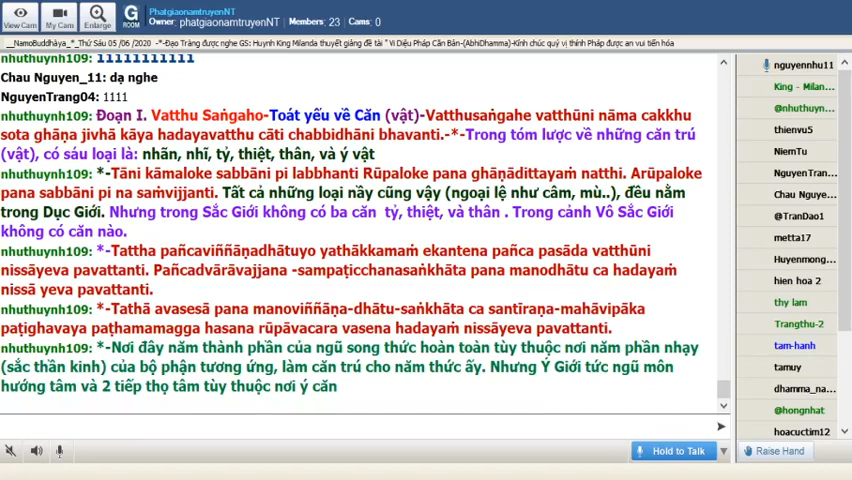 PhatgiaonamtruyenNT
Owner: phatgiaonamtruyenNT | Members: 23 | Cams: 0
View Cam
My Cam
Enlarge
G
ROOM
__NamoBuddhàya_*_Thứ Sáu 05 /06 /2020 -*-Đạo Tràng được nghe GS: Huynh King Milanda thuyết giảng đề tài " Vi Diệu Pháp Căn Bản-(AbhiDhamma)-Kính chúc quý vị thính Pháp được an vui tiến hóa
nhuthuynh109: 11111111111
Chau Nguyen_11: dạ nghe
NguyenTrang04: 1111
nhuthuynh109: Đoạn I. Vatthu Saṅgaho-Toát yếu về Căn (vật)-Vatthusaṅgahe vatthūni nāma cakkhu
sota ghāṇa jivhā kāya hadayavatthu cāti chabbidhāni bhavanti.-*-Trong tóm lược về những căn trú
(vật), có sáu loại là: nhãn, nhĩ, tỷ, thiệt, thân, và ý vật
nhuthuynh109: *-Tāni kāmaloke sabbāni pi labbhanti Rūpaloke pana ghāṇādittayaṁ natthi. Arūpaloke
pana sabbāni pi na saṁvijjanti. Tất cả những loại nầy cũng vậy (ngoại lệ như câm, mù..), đều nằm
trong Dục Giới. Nhưng trong Sắc Giới không có ba căn tỷ, thiệt, và thân . Trong cảnh Vô Sắc Giới
không có căn nào.
nhuthuynh109: *-Tattha pañcaviññāṇadhātuyo yathākkamaṁ ekantena pañca pasāda vatthūni
nissāyeva pavattanti. Pañcadvārāvajjana -sampaṭicchanasaṅkhāta pana manodhātu ca hadayaṁ
nissā yeva pavattanti.
nhuthuynh109: *-Tathā avasesā pana manoviññāṇa-dhātu-saṅkhāta ca santīraṇa-mahāvipāka
paṭighavaya paṭhamamagga hasana rūpāvacara vasena hadayaṁ nissāyeva pavattanti.
nhuthuynh109: *-Nơi đây năm thành phần của ngũ song thức hoàn toàn tùy thuộc nơi năm phần nhạy
(sắc thần kinh) của bộ phận tương ứng, làm căn trú cho năm thức ấy. Nhưng Ý Giới tức ngũ môn
hướng tâm và 2 tiếp thọ tâm tùy thuộc nơi ý căn
Hold to Talk
Raise Hand
nguyennhu11
King - Milan...
@nhuthuyn...
thienvu5
NiemTu
NguyenTran...
Chau Nguye...
@TranDao1
metta17
Huyenmong...
hien hoa 2
thy lam
Trangthu-2
tam-hanh
tamuy
dhamma_na...
@hongnhat
hoacuctim12